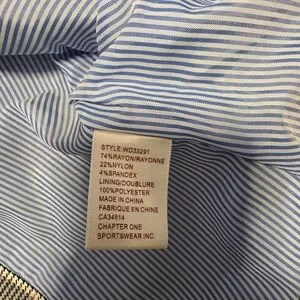 STYLE:WD33291
74%RAYON/RAYONNE
22%NYLON
4%SPANDEX
LINING/DOUBLURE
100%POLYESTER
MADE IN CHINA
FABRIQUE EN CHINE
CA34514
CHAPTER ONE
SPORTSWEAR INC.